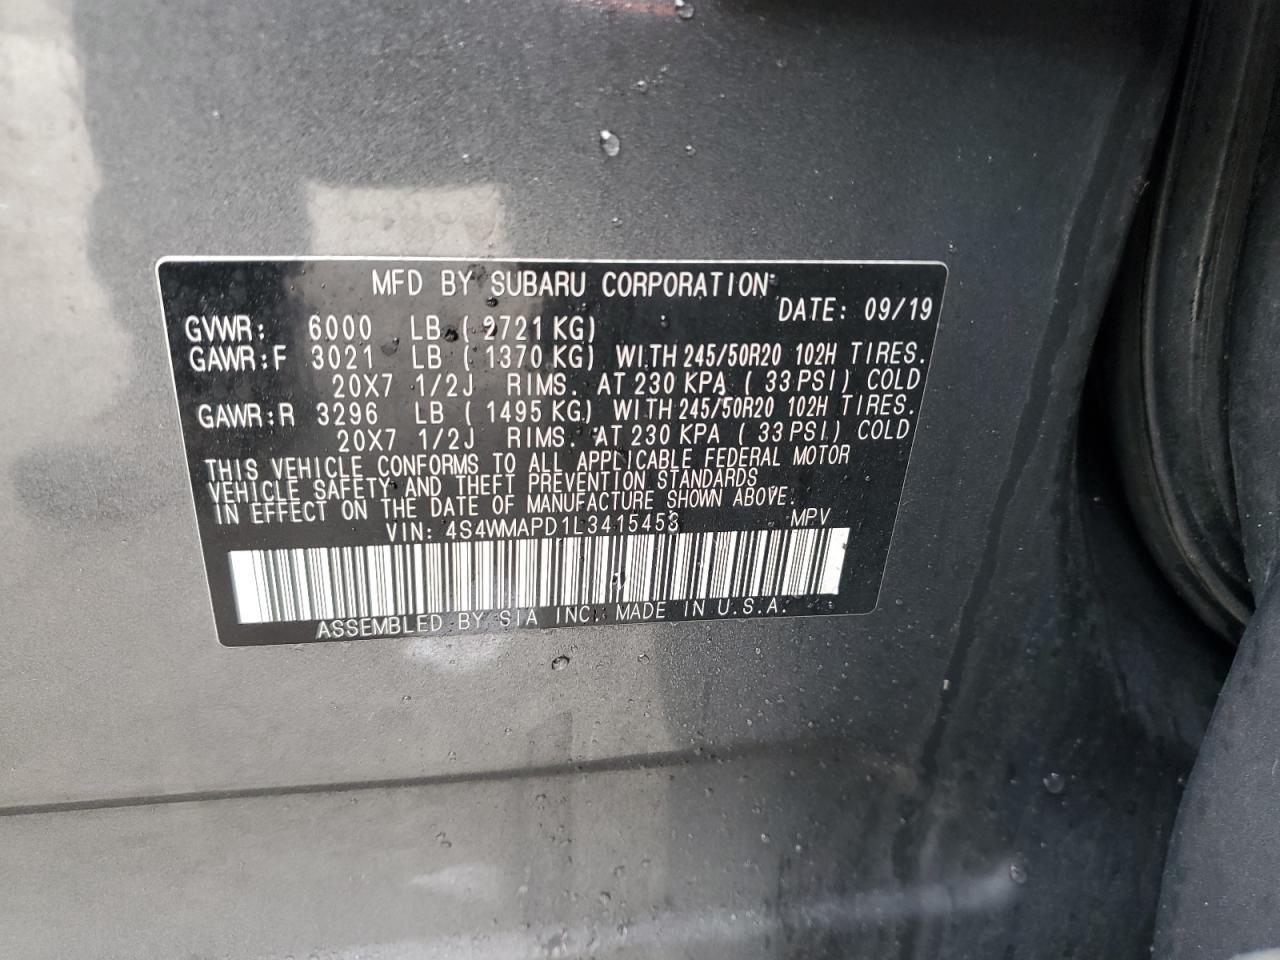 MFD BY SUBARU CORPORATION
DATE: 09/19
GVWR: 6000 LB ( 2721 KG)
GAWR:F 3021 LB ( 1370 KG) WITH 245/50R20 102H TIRES.
20X7 1/2J RIMS. AT 230 KPA ( 33 PSI) COLD
GAWR:R 3296 LB ( 1495 KG) WITH 245/50R20 102H TIRES.
20X7 1/2J RIMS. AT 230 KPA ( 33 PSI) COLD
THIS VEHICLE CONFORMS TO ALL APPLICABLE FEDERAL MOTOR
VEHICLE SAFETY AND THEFT PREVENTION STANDARDS
IN EFFECT ON THE DATE OF MANUFACTURE SHOWN ABOVE.
VIN: 4S4WMAPD1L3415453 MPV
ASSEMBLED BY SIA INC. MADE IN U.S.A.